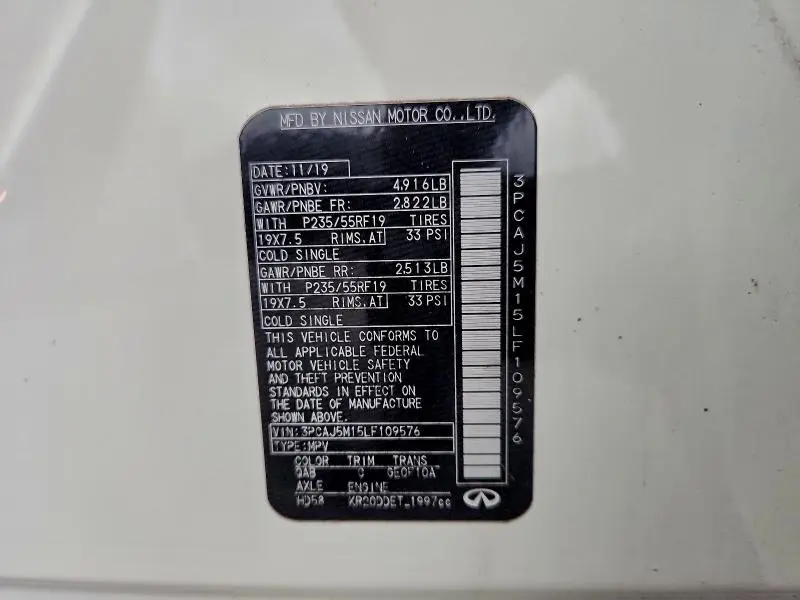 MFD BY NISSAN MOTOR CO.,LTD.
DATE:11/19
GVWR/PNBV: 4,916LB
GAWR/PNBE FR: 2,822LB
WITH P235/55RF19 TIRES
19X7.5 RIMS.AT 33 PSI
COLD SINGLE
GAWR/PNBE RR: 2,513LB
WITH P235/55RF19 TIRES
19X7.5 RIMS.AT 33 PSI
COLD SINGLE
THIS VEHICLE CONFORMS TO
ALL APPLICABLE FEDERAL
MOTOR VEHICLE SAFETY
AND THEFT PREVENTION
STANDARDS IN EFFECT ON
THE DATE OF MANUFACTURE
SHOWN ABOVE.
VIN:3PCAJ5M15LF109576
TYPE:MPV
COLOR TRIM TRANS
QAB
AXLE ENGINE
HD58 KR20DDET 1997cc
3PCAJ5M15LF109576